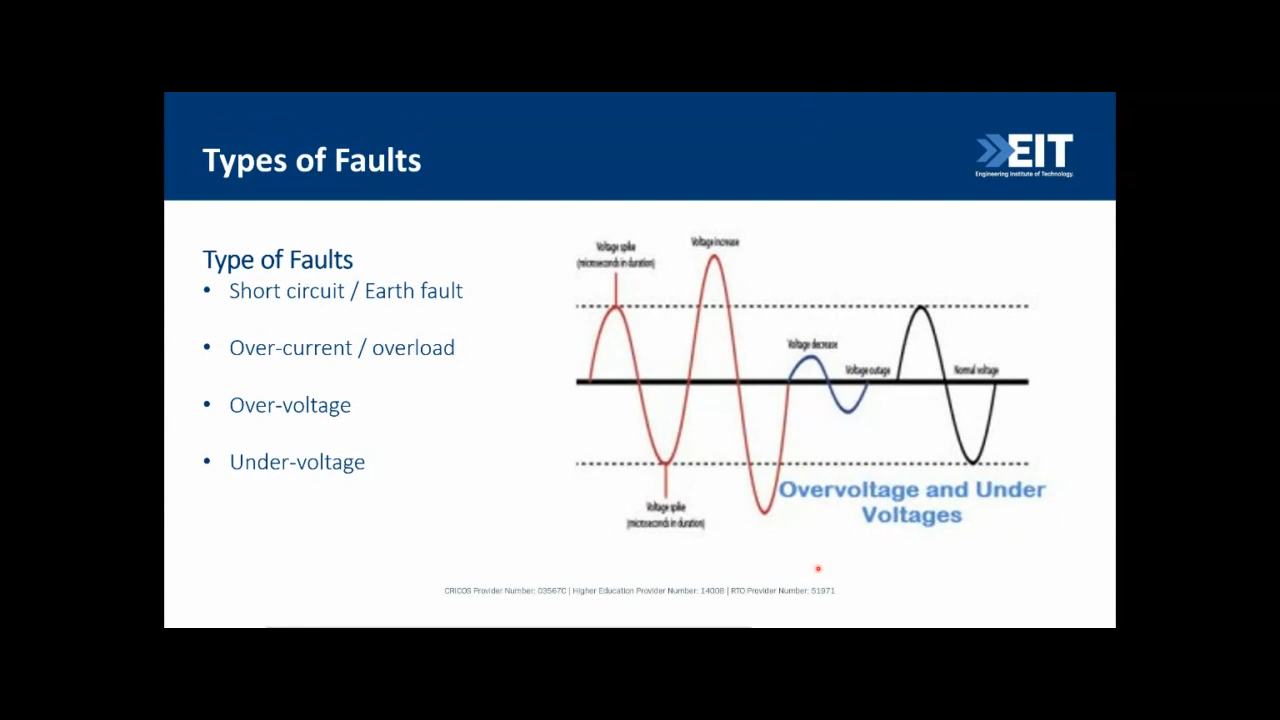 Types of Faults
EIT
Engineering Institute of Technology.
Type of Faults
• Short circuit / Earth fault
• Over-current / overload
• Over-voltage
• Under-voltage
Voltage spike
(microseconds in duration)
Voltage increase
Voltage decrease
Voltage outage
Normal voltage
Voltage spike
(microseconds in duration)
Overvoltage and Under
Voltages
CRICOS Provider Number: 03567C | Higher Education Provider Number: 14008 | RTO Provider Number: 51971